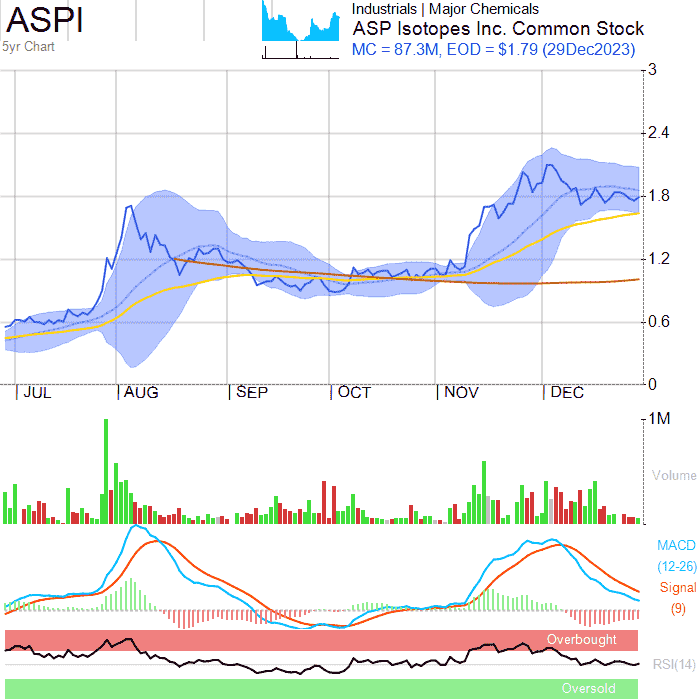 ASPI
5yr Chart
Industrials | Major Chemicals
ASP Isotopes Inc. Common Stock
MC = 87.3M, EOD = $1.79 (29Dec2023)
3
2.4
1.8
1.2
0.6
0
JUL AUG SEP OCT NOV DEC
1M
Volume
MACD
(12-26)
Signal
(9)
Overbought
RSI(14)
Oversold